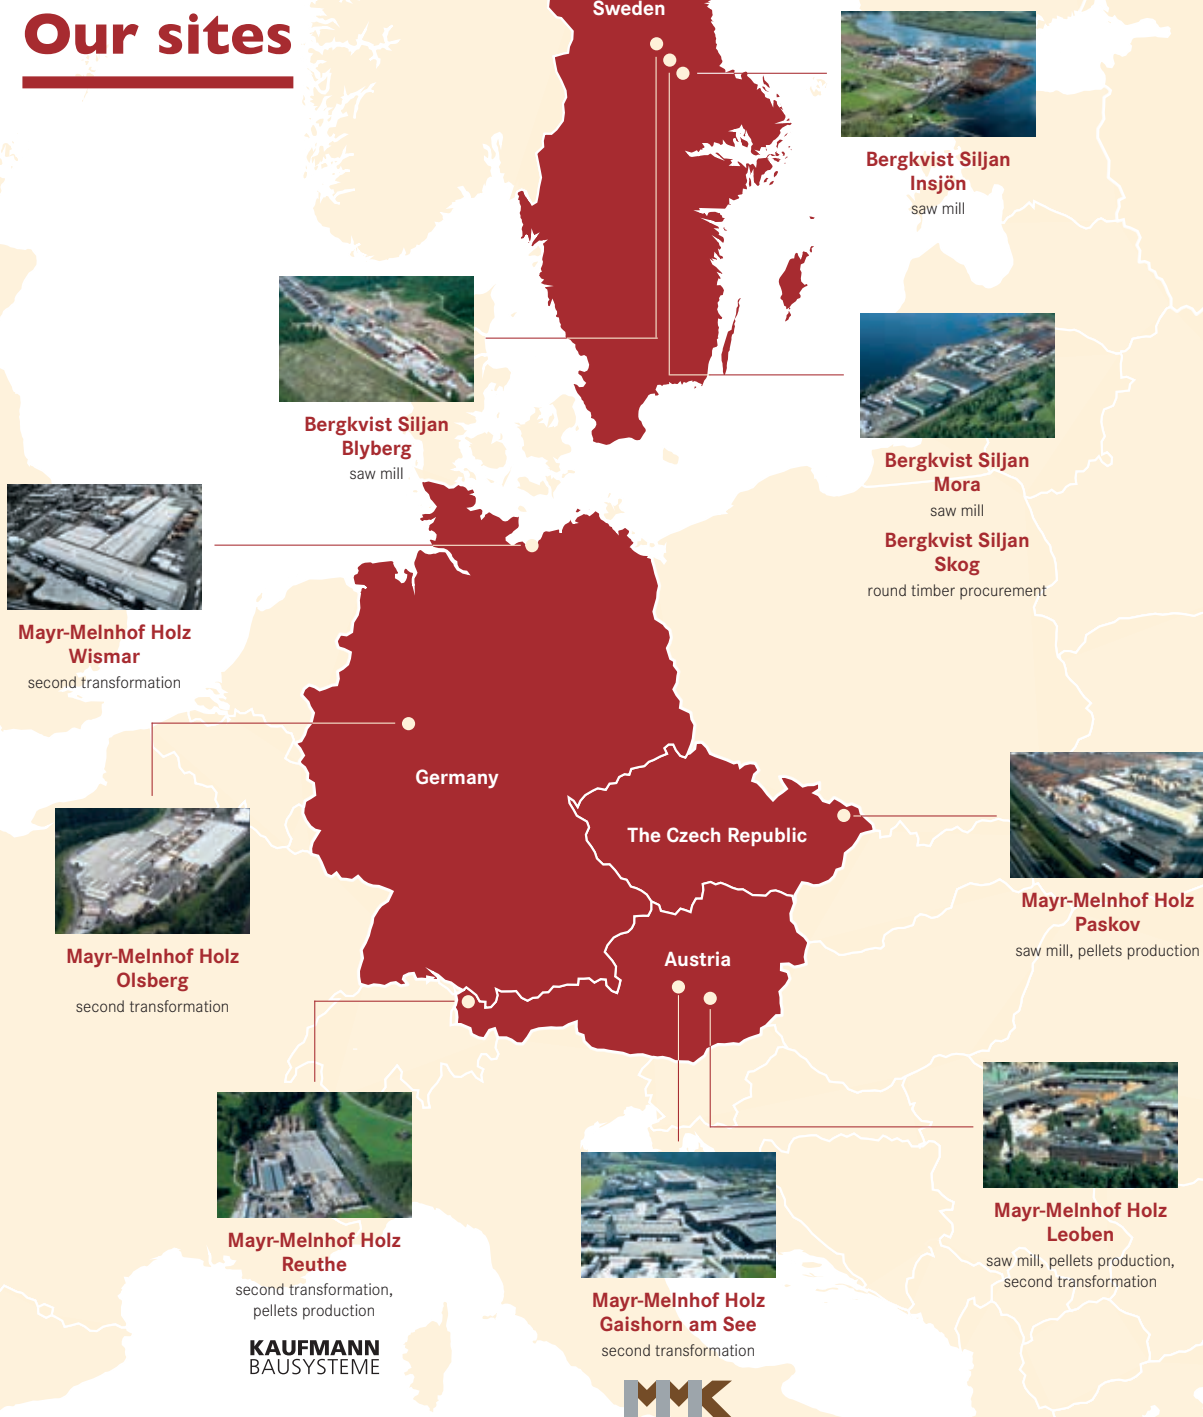 Our sites
Sweden
Bergkvist Siljan
Insjön
saw mill
Bergkvist Siljan
Blyberg
saw mill
Bergkvist Siljan
Mora
saw mill
Bergkvist Siljan
Skog
round timber procurement
Mayr-Melnhof Holz
Wismar
second transformation
Germany
The Czech Republic
Mayr-Melnhof Holz
Olsberg
second transformation
Mayr-Melnhof Holz
Paskov
saw mill, pellets production
Austria
Mayr-Melnhof Holz
Reuthe
second transformation,
pellets production
KAUFMANN
BAUSYSTEME
Mayr-Melnhof Holz
Gaishorn am See
second transformation
MMK
Mayr-Melnhof Holz
Leoben
saw mill, pellets production,
second transformation